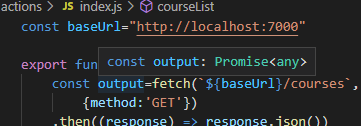 actions > JS index.js > courseList
const baseUrl="http://localhost:7000"
const output: Promise<any>
export fun
const output=fetch(`${baseUrl}/courses`,
{method:'GET'})
.then((response) => response.json())